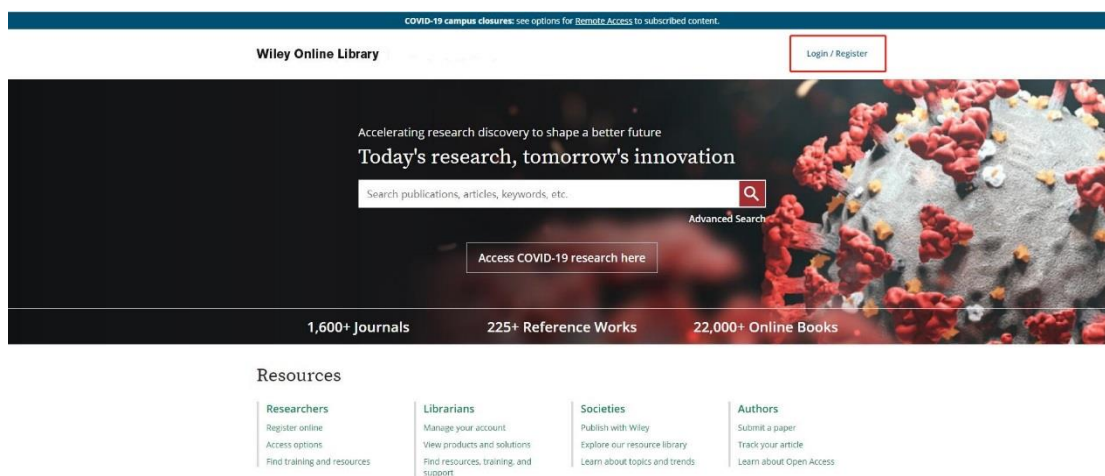 COVID-19 campus closures: see options for Remote Access to subscribed content.
Wiley Online Library
Login / Register
Accelerating research discovery to shape a better future
Today's research, tomorrow's innovation
Search publications, articles, keywords, etc.
Advanced Search
Access COVID-19 research here
1,600+ Journals 225+ Reference Works 22,000+ Online Books
Resources
Researchers Librarians Societies Authors
Register online Manage your account Publish with Wiley Submit a paper
Access options View products and solutions Explore our resource library Track your article
Find training and resources Find resources, training, and Learn about topics and trends Learn about Open Access
support